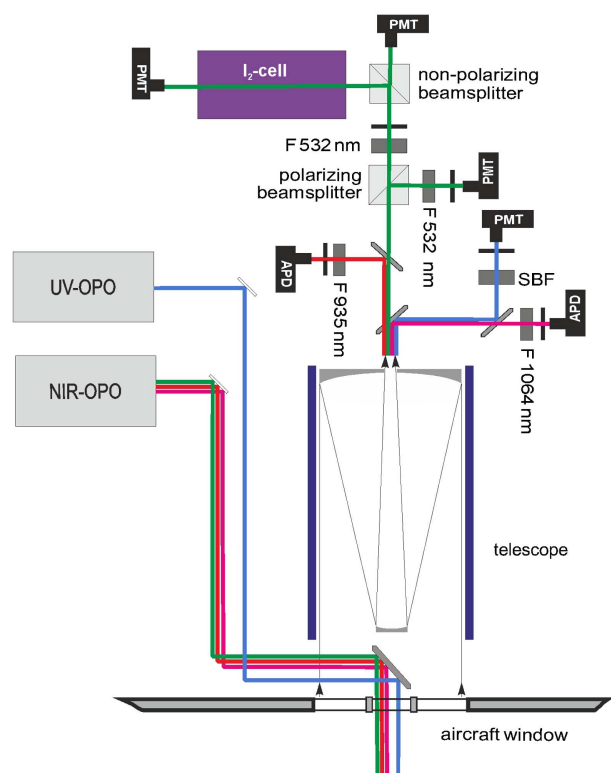 PMT
PMT
I₂-cell
non-polarizing
beamsplitter
F 532 nm
polarizing
beamsplitter
PMT
F 532 nm
PMT
APD
F 935 nm
SBF
APD
F 1064 nm
UV-OPO
NIR-OPO
telescope
aircraft window